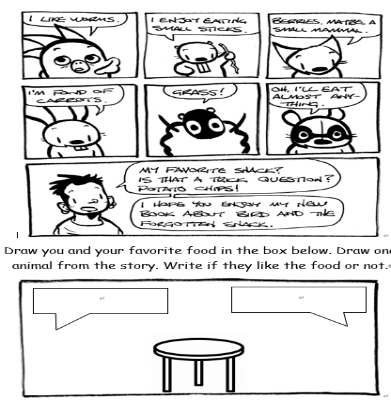 I LIKE WORMS.
I ENJOY EATING
SMALL STICKS.
BERRIES, MAYBE A
SMALL MAMMAL.
I'M FOND OF
CARROTS.
GRASS!
OH, I'LL EAT
ALMOST ANY-
THING.
MY FAVORITE SNACK?
IS THAT A TRICK QUESTION?
POTATO CHIPS!
I HOPE YOU ENJOY MY NEW
BOOK ABOUT BIRD AND THE
FORGOTTEN SNACK.
Draw you and your favorite food in the box below. Draw one
animal from the story. Write if they like the food or not.